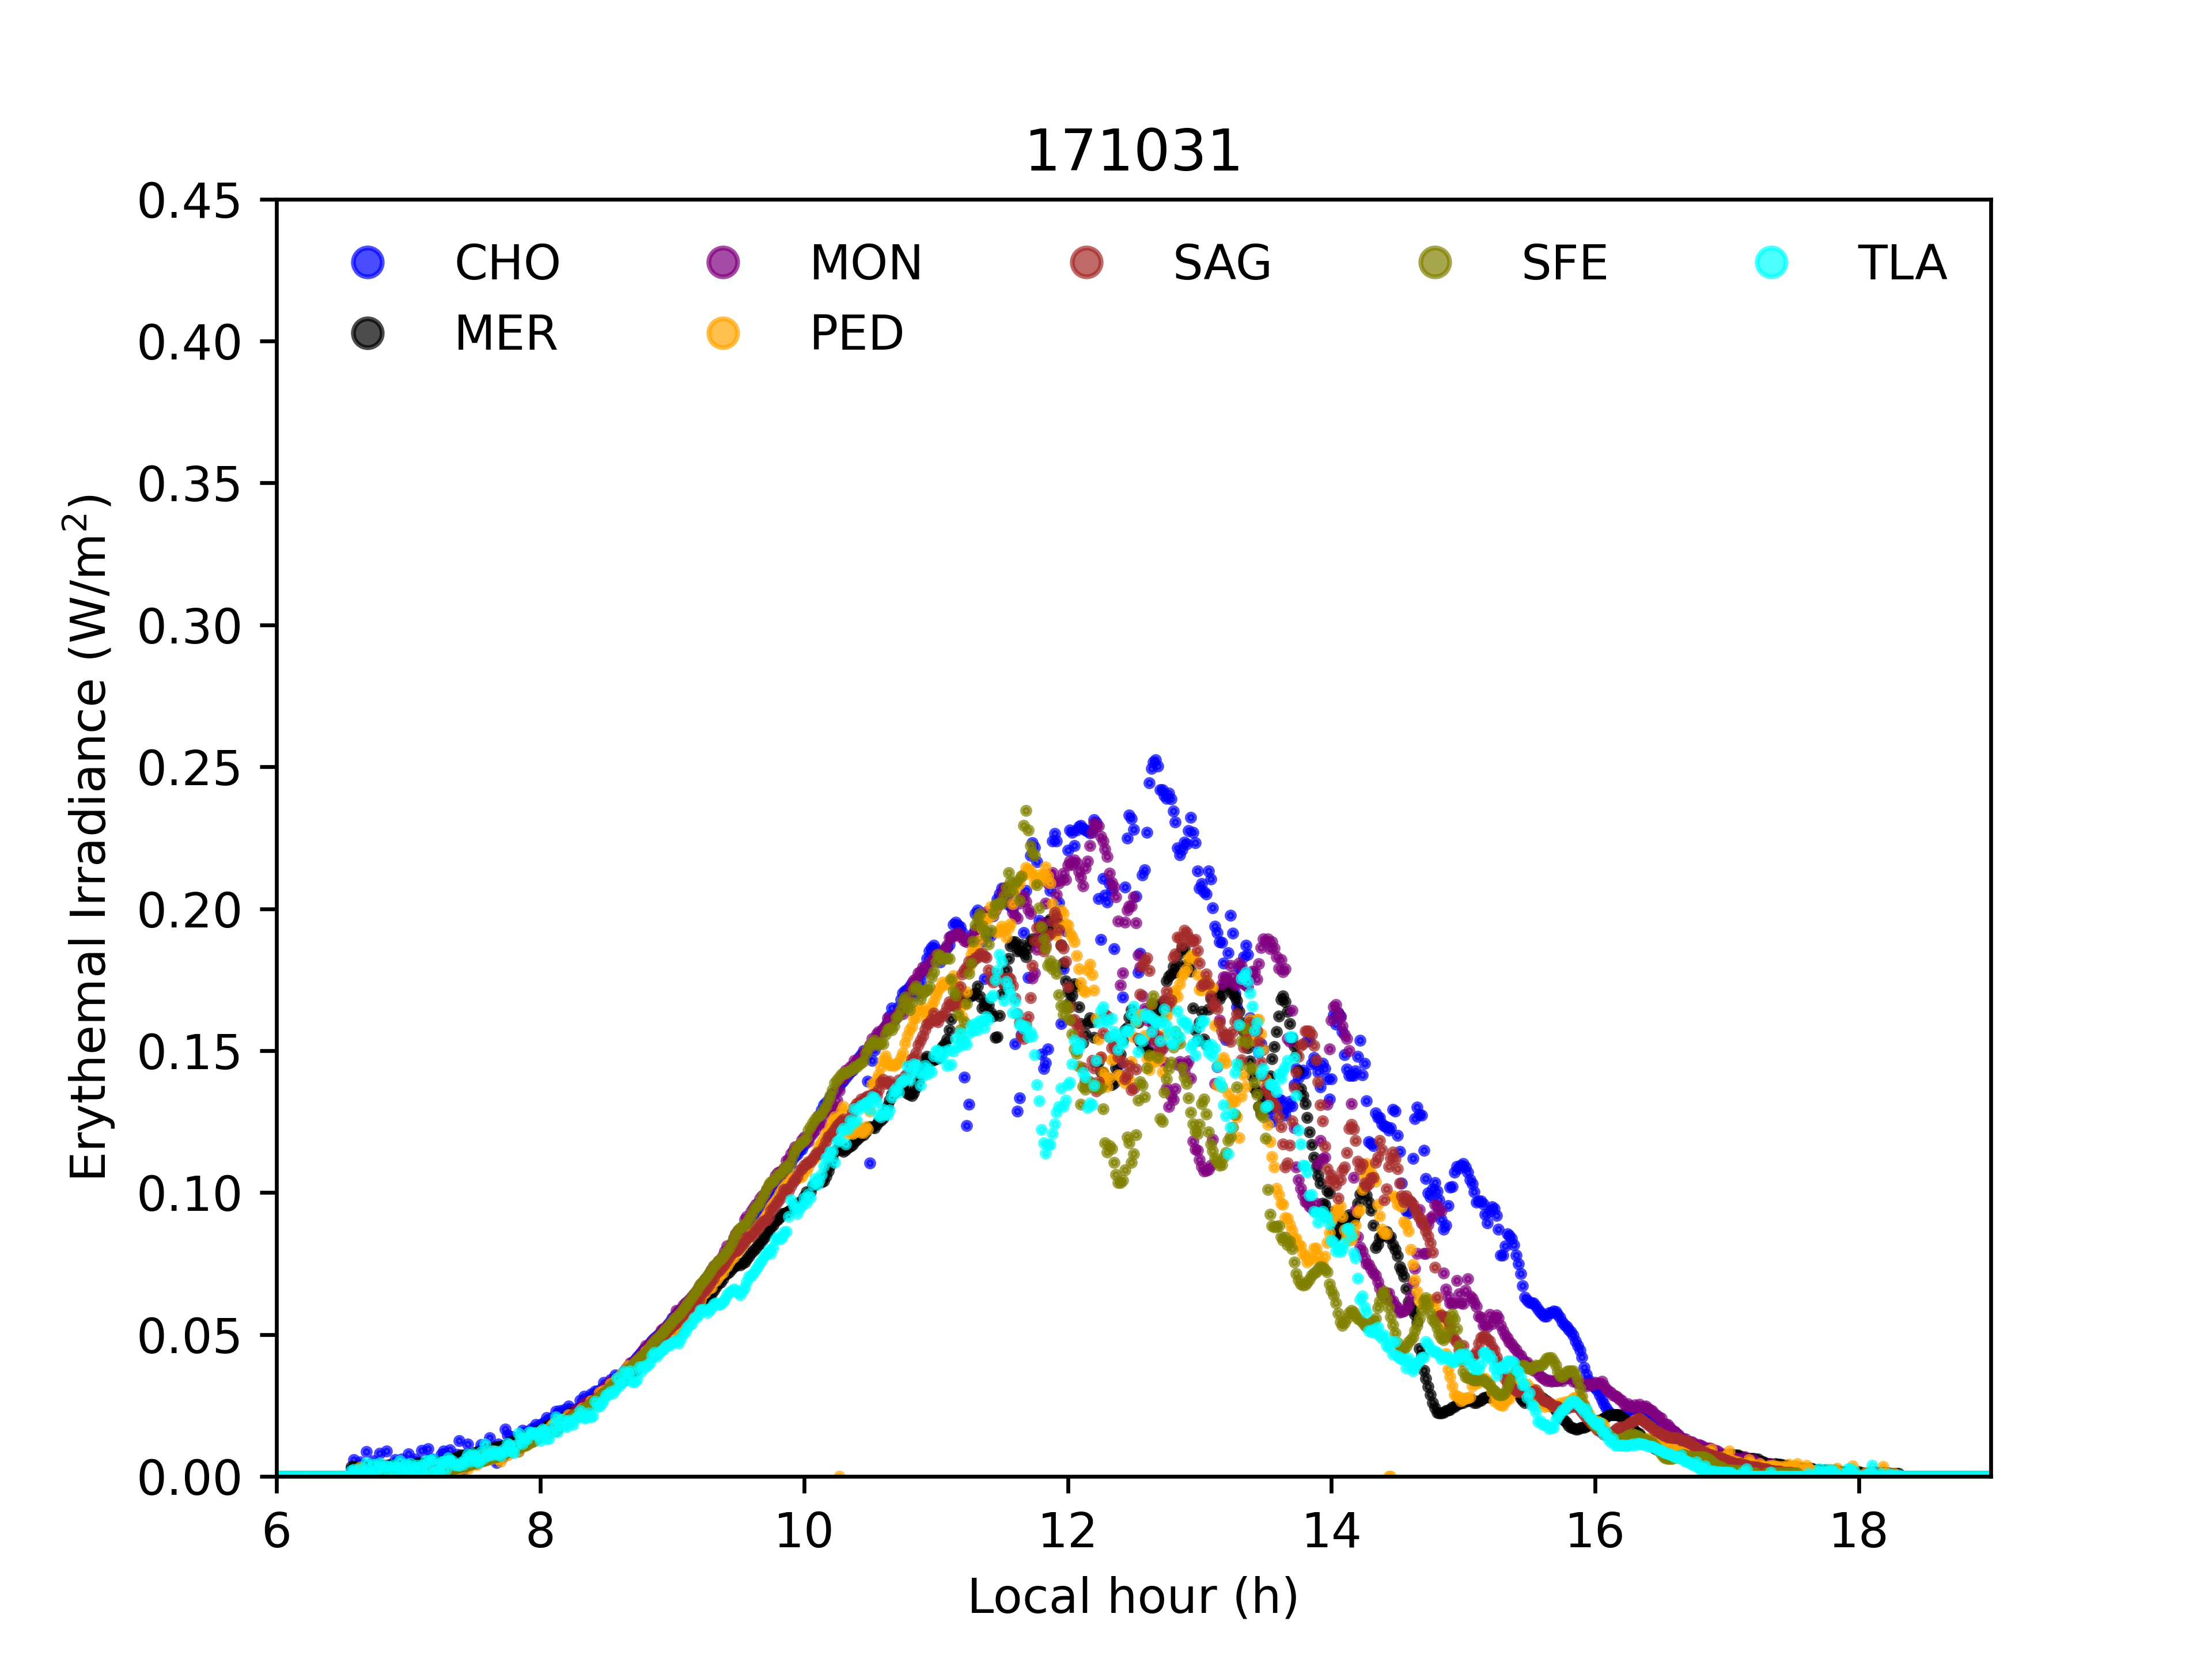 171031
CHO MON SAG SFE TLA
MER PED
0.45
0.40
0.35
0.30
0.25
0.20
0.15
0.10
0.05
0.00
Erythemal Irradiance (W/m²)
6 8 10 12 14 16 18
Local hour (h)